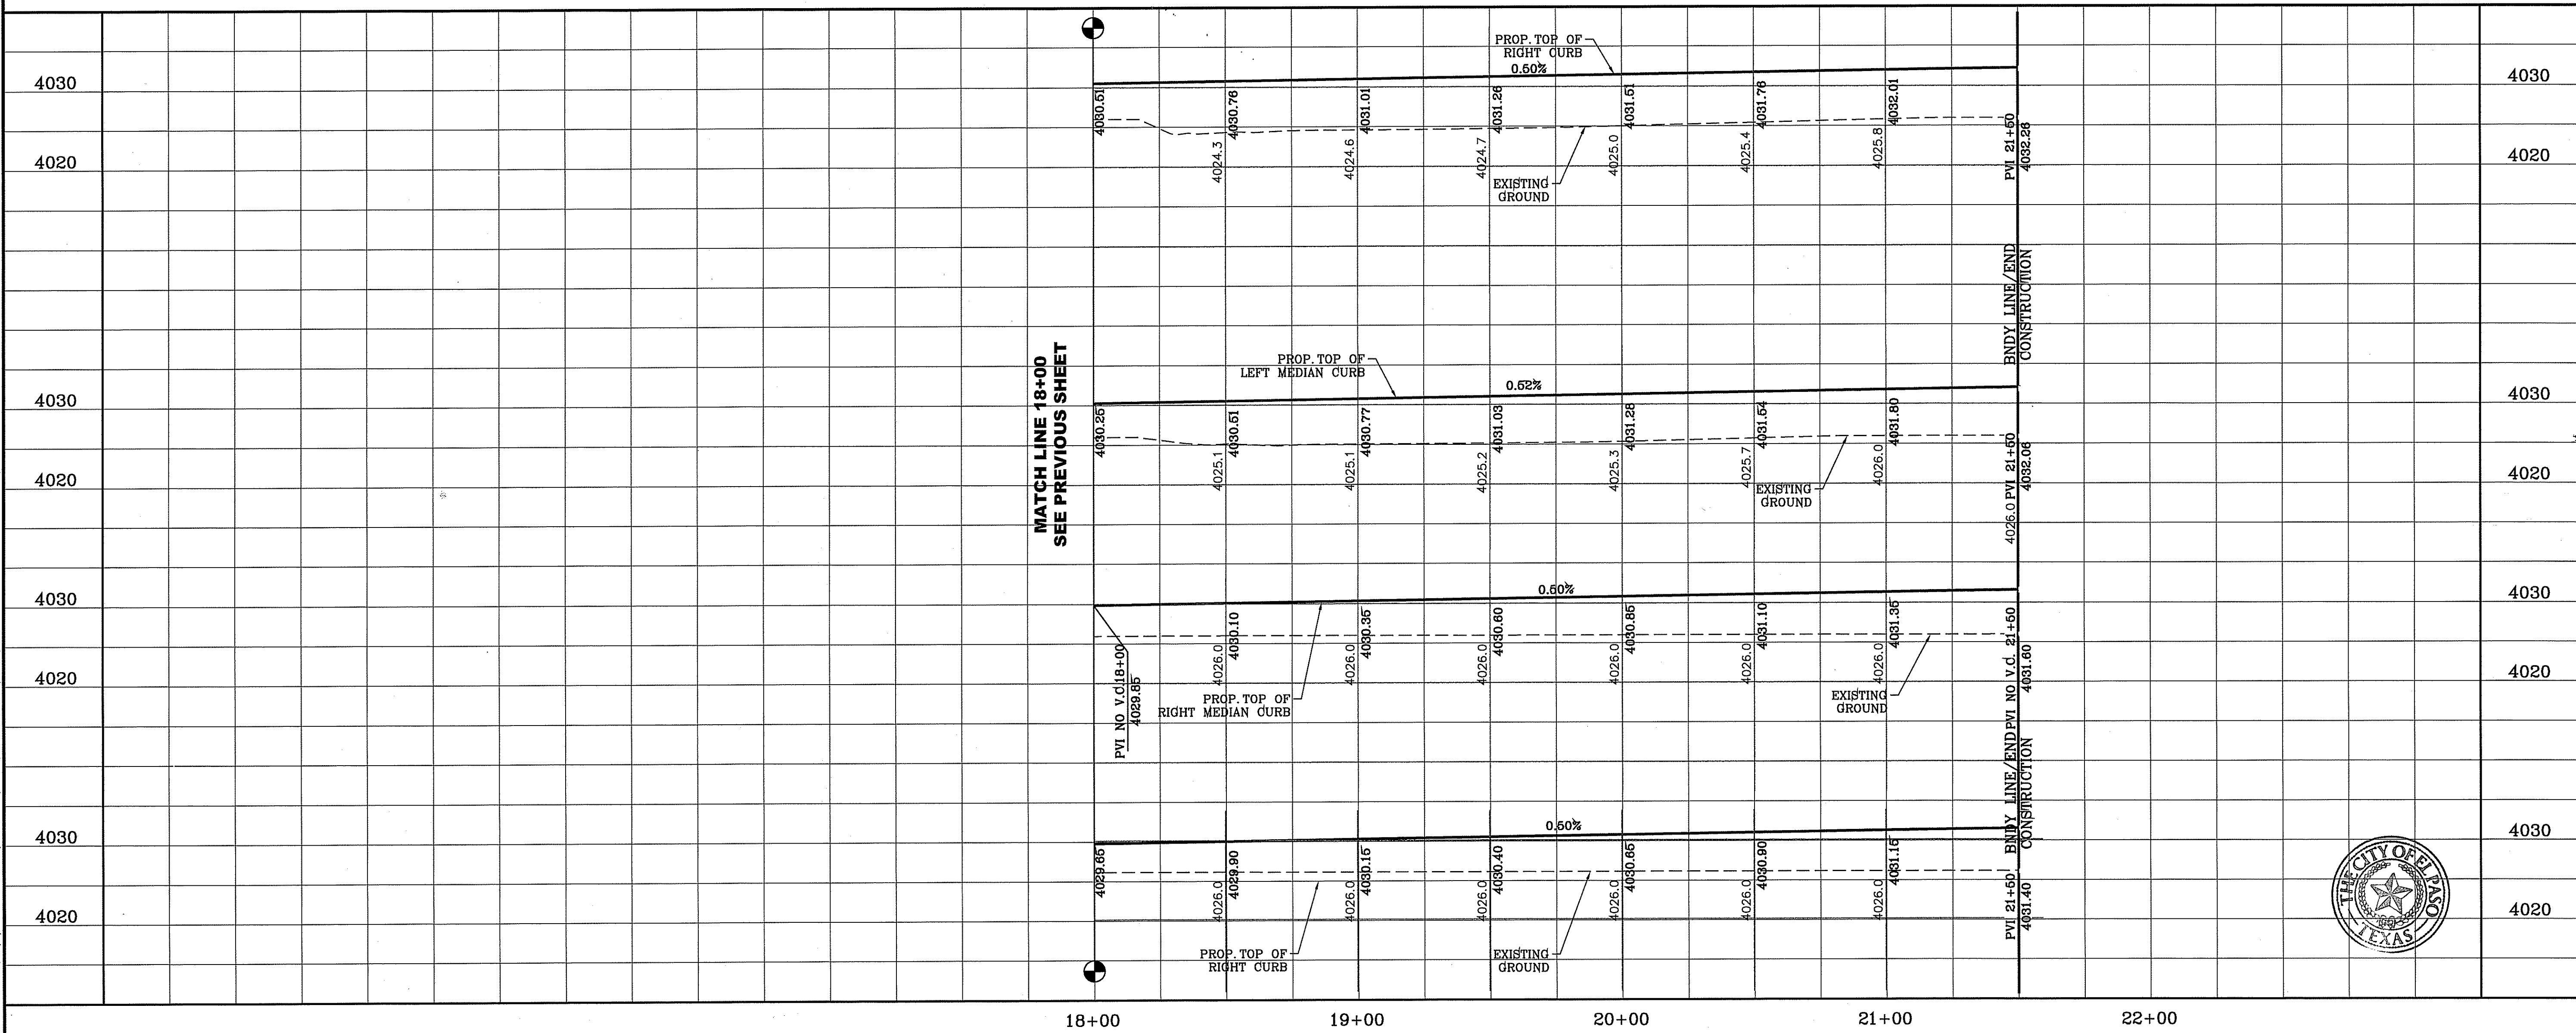 PROP. TOP OF
RIGHT CURB
0.50%
4030
4030
4030.51
4030.76
4031.01
4031.26
4031.51
4031.76
4032.01
PVI 21+50
4032.26
4024.3
4024.6
4024.7
4025.0
4025.4
4025.8
4020
4020
EXISTING
GROUND
BNDY LINE/END
CONSTRUCTION
MATCH LINE 18+00
SEE PREVIOUS SHEET
PROP. TOP OF
LEFT MEDIAN CURB
0.52%
4030
4030
4030.25
4030.51
4030.77
4031.03
4031.28
4031.54
4031.80
4026.0 PVI 21+50
4032.06
4025.1
4025.1
4025.2
4025.3
4025.7
4026.0
4020
4020
EXISTING
GROUND
0.50%
4030
4030
4030.10
4030.35
4030.60
4030.85
4031.10
4031.35
PVI NO V.C. 21+50
4031.60
PVI NO V.C.18+00
4029.85
4026.0
4026.0
4026.0
4026.0
4026.0
4026.0
4020
4020
PROP. TOP OF
RIGHT MEDIAN CURB
EXISTING
GROUND
BNDY LINE/END
CONSTRUCTION
0.50%
4030
4030
4029.65
4029.90
4030.15
4030.40
4030.65
4030.90
4031.15
PVI 21+50
4031.40
4026.0
4026.0
4026.0
4026.0
4026.0
4026.0
4020
4020
PROP. TOP OF
RIGHT CURB
EXISTING
GROUND
THE CITY OF EL PASO
TEXAS
18+00
19+00
20+00
21+00
22+00